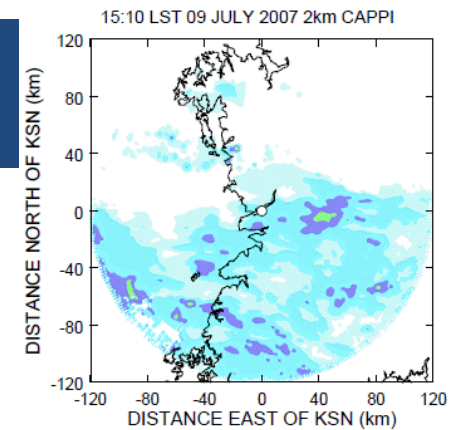 15:10 LST 09 JULY 2007 2km CAPPI
DISTANCE NORTH OF KSN (km)
120
80
40
0
-40
-80
-120
-120 -80 -40 0 40 80 120
DISTANCE EAST OF KSN (km)